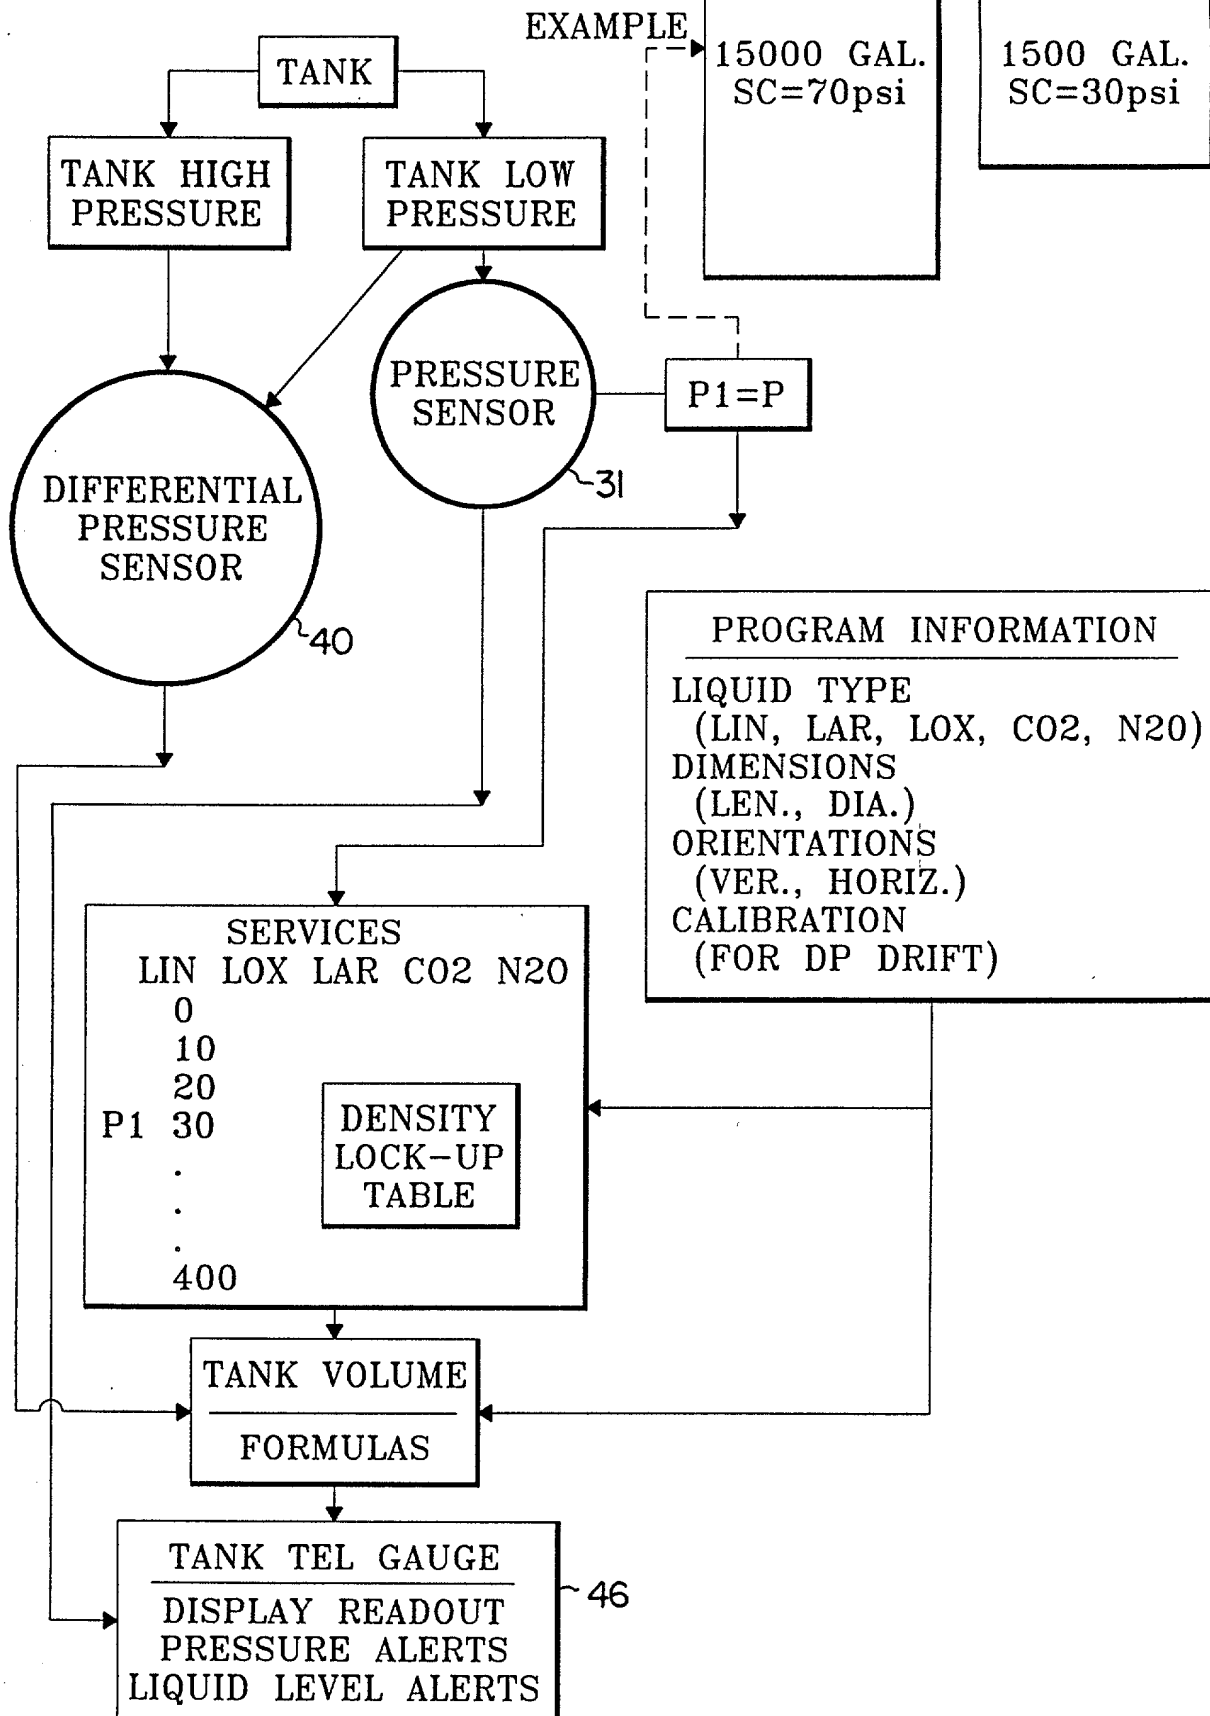 EXAMPLE
15000 GAL.
SC=70psi
1500 GAL.
SC=30psi
TANK
TANK HIGH
PRESSURE
TANK LOW
PRESSURE
PRESSURE
SENSOR
31
P1=P
DIFFERENTIAL
PRESSURE
SENSOR
40
PROGRAM INFORMATION
LIQUID TYPE
(LIN, LAR, LOX, CO2, N20)
DIMENSIONS
(LEN., DIA.)
ORIENTATIONS
(VER., HORIZ.)
CALIBRATION
(FOR DP DRIFT)
SERVICES
LIN LOX LAR CO2 N2O
0
10
20
P1 30
.
.
.
400
DENSITY
LOCK-UP
TABLE
TANK VOLUME
FORMULAS
TANK TEL GAUGE
46
DISPLAY READOUT
PRESSURE ALERTS
LIQUID LEVEL ALERTS